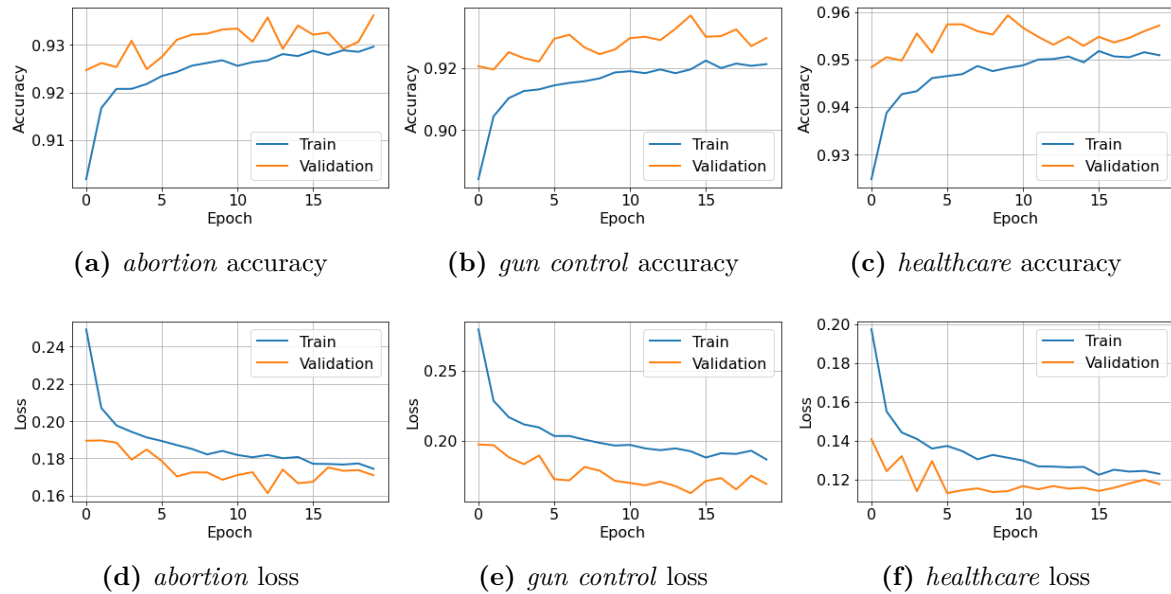 0.93
0.92
0.91
Accuracy
0 5 10 15
Epoch
Train
Validation
(a) abortion accuracy
0.92
0.90
Accuracy
0 5 10 15
Epoch
Train
Validation
(b) gun control accuracy
0.96
0.95
0.94
0.93
Accuracy
0 5 10 15
Epoch
Train
Validation
(c) healthcare accuracy
0.24
0.22
0.20
0.18
0.16
Loss
0 5 10 15
Epoch
Train
Validation
(d) abortion loss
0.25
0.20
Loss
0 5 10 15
Epoch
Train
Validation
(e) gun control loss
0.20
0.18
0.16
0.14
0.12
Loss
0 5 10 15
Epoch
Train
Validation
(f) healthcare loss